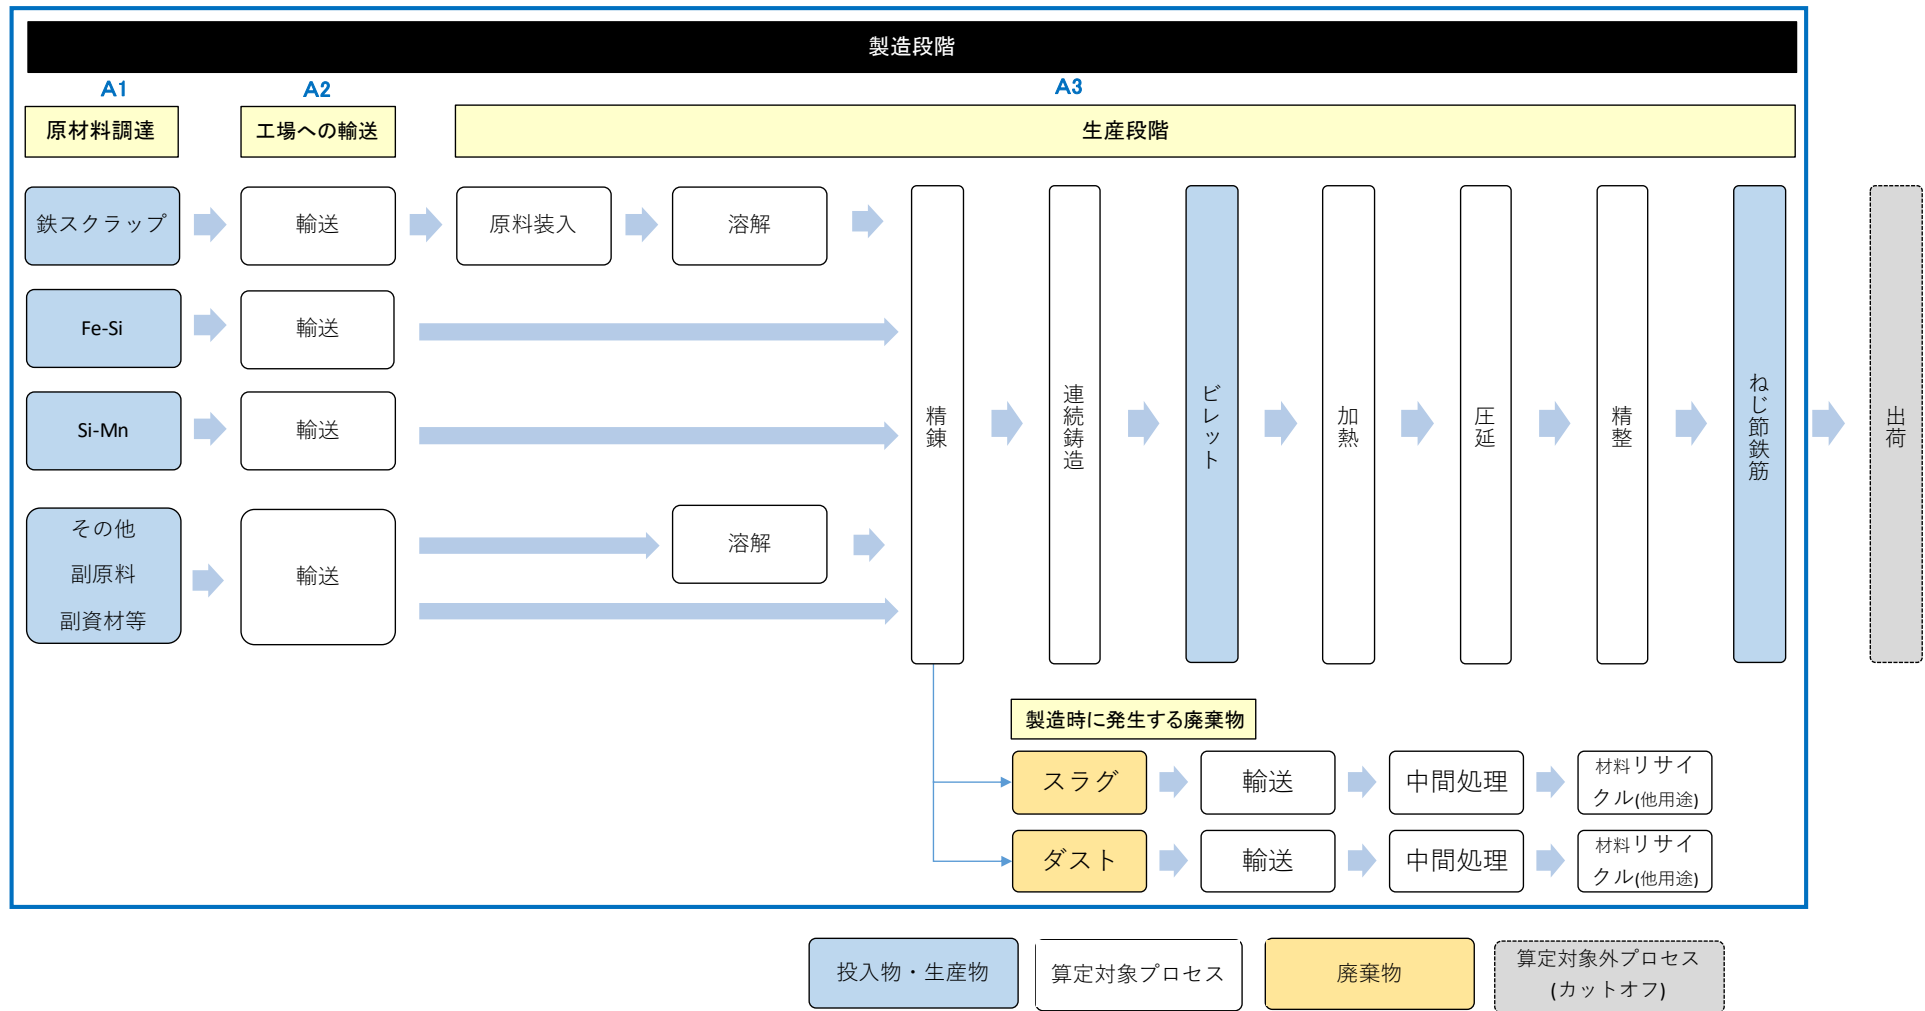 製造段階
A1
A2
A3
原材料調達
工場への輸送
生産段階
鉄スクラップ
輸送
原料装入
溶解
Fe-Si
輸送
Si-Mn
輸送
その他
副原料
副資材等
輸送
溶解
精錬
連続鋳造
ビレット
加熱
圧延
精整
ねじ節鉄筋
出荷
製造時に発生する廃棄物
スラグ
輸送
中間処理
材料リサイ
クル(他用途)
ダスト
輸送
中間処理
材料リサイ
クル(他用途)
投入物・生産物
算定対象プロセス
廃棄物
算定対象外プロセス
(カットオフ)